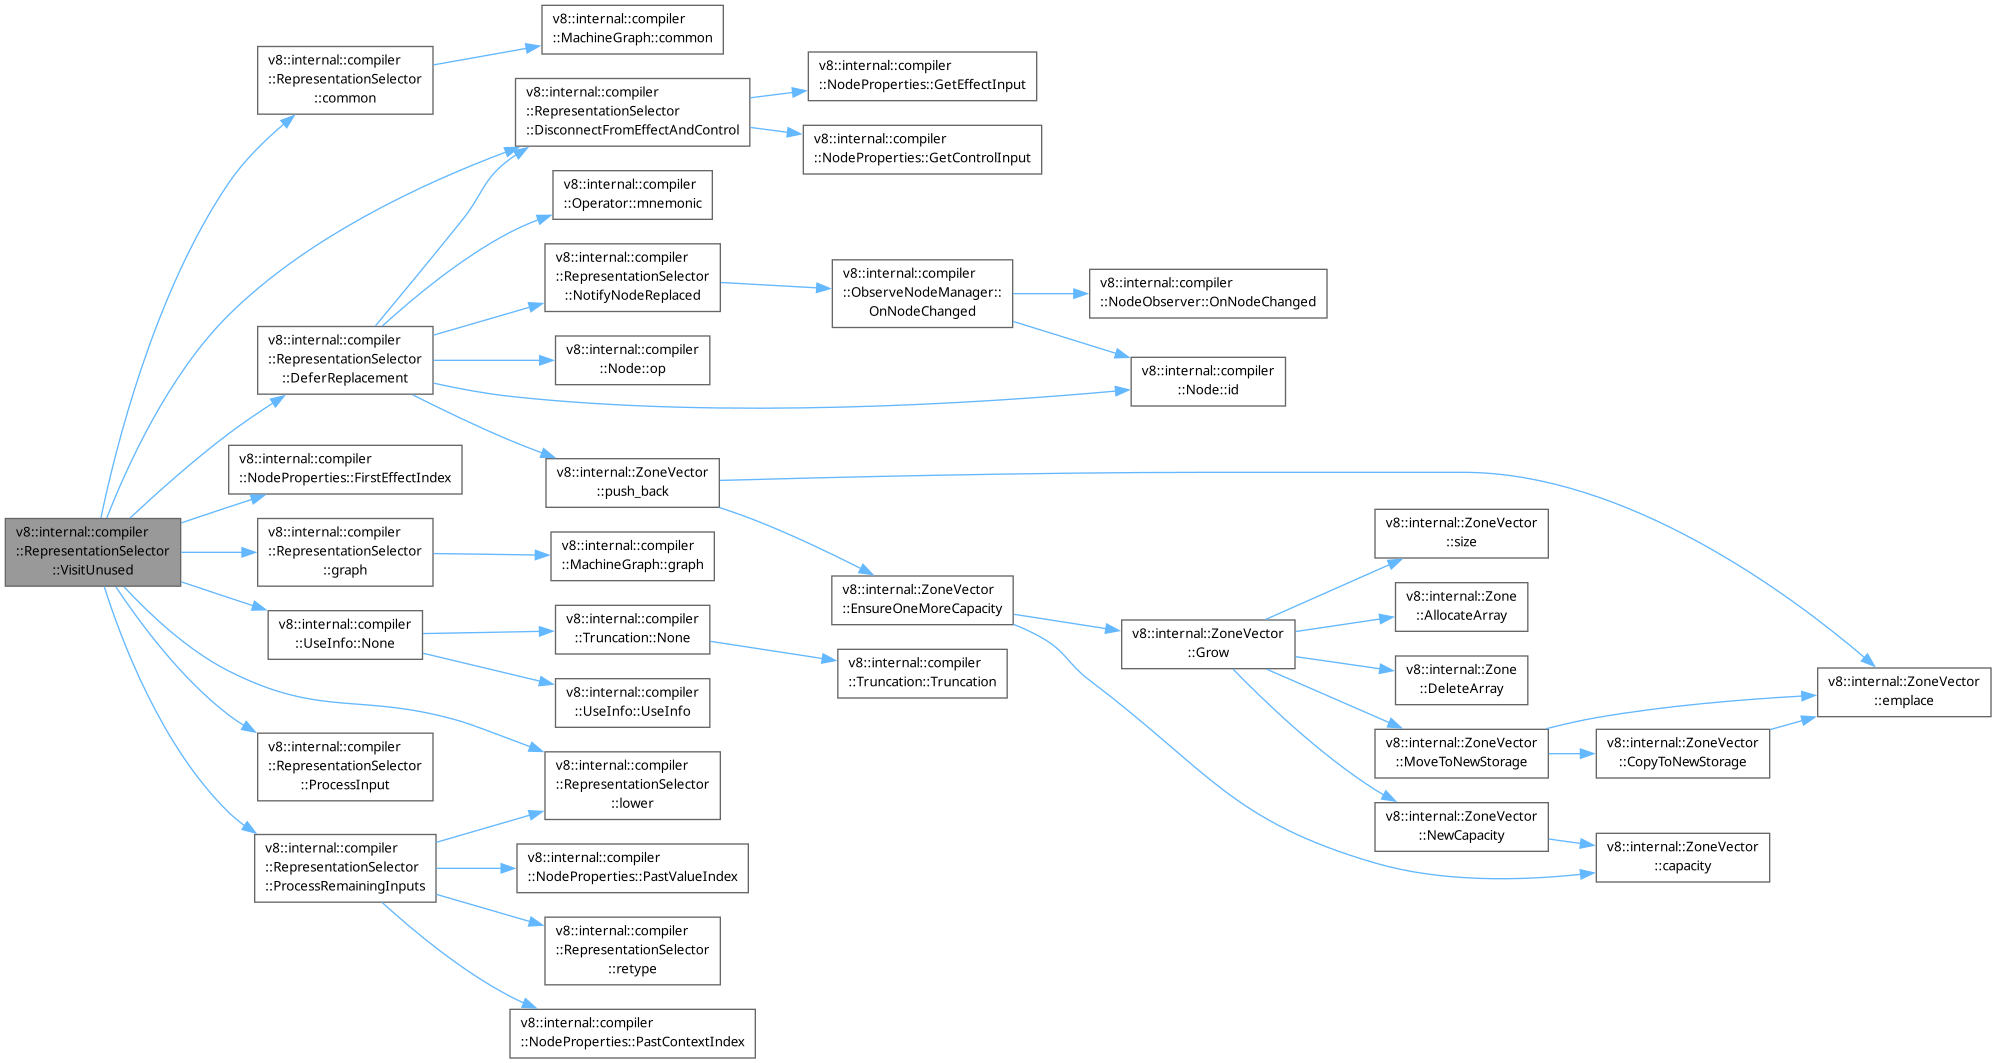 v8::internal::compiler
::RepresentationSelector
::VisitUnused
v8::internal::compiler
::RepresentationSelector
::common
v8::internal::compiler
::MachineGraph::common
v8::internal::compiler
::RepresentationSelector
::DisconnectFromEffectAndControl
v8::internal::compiler
::NodeProperties::GetEffectInput
v8::internal::compiler
::NodeProperties::GetControlInput
v8::internal::compiler
::RepresentationSelector
::DeferReplacement
v8::internal::compiler
::Operator::mnemonic
v8::internal::compiler
::RepresentationSelector
::NotifyNodeReplaced
v8::internal::compiler
::ObserveNodeManager::
OnNodeChanged
v8::internal::compiler
::NodeObserver::OnNodeChanged
v8::internal::compiler
::Node::id
v8::internal::compiler
::Node::op
v8::internal::ZoneVector
::push_back
v8::internal::ZoneVector
::EnsureOneMoreCapacity
v8::internal::ZoneVector
::Grow
v8::internal::ZoneVector
::size
v8::internal::Zone
::AllocateArray
v8::internal::Zone
::DeleteArray
v8::internal::ZoneVector
::MoveToNewStorage
v8::internal::ZoneVector
::CopyToNewStorage
v8::internal::ZoneVector
::emplace
v8::internal::ZoneVector
::NewCapacity
v8::internal::ZoneVector
::capacity
v8::internal::compiler
::NodeProperties::FirstEffectIndex
v8::internal::compiler
::RepresentationSelector
::graph
v8::internal::compiler
::MachineGraph::graph
v8::internal::compiler
::UseInfo::None
v8::internal::compiler
::Truncation::None
v8::internal::compiler
::Truncation::Truncation
v8::internal::compiler
::UseInfo::UseInfo
v8::internal::compiler
::RepresentationSelector
::ProcessInput
v8::internal::compiler
::RepresentationSelector
::lower
v8::internal::compiler
::RepresentationSelector
::ProcessRemainingInputs
v8::internal::compiler
::NodeProperties::PastValueIndex
v8::internal::compiler
::RepresentationSelector
::retype
v8::internal::compiler
::NodeProperties::PastContextIndex